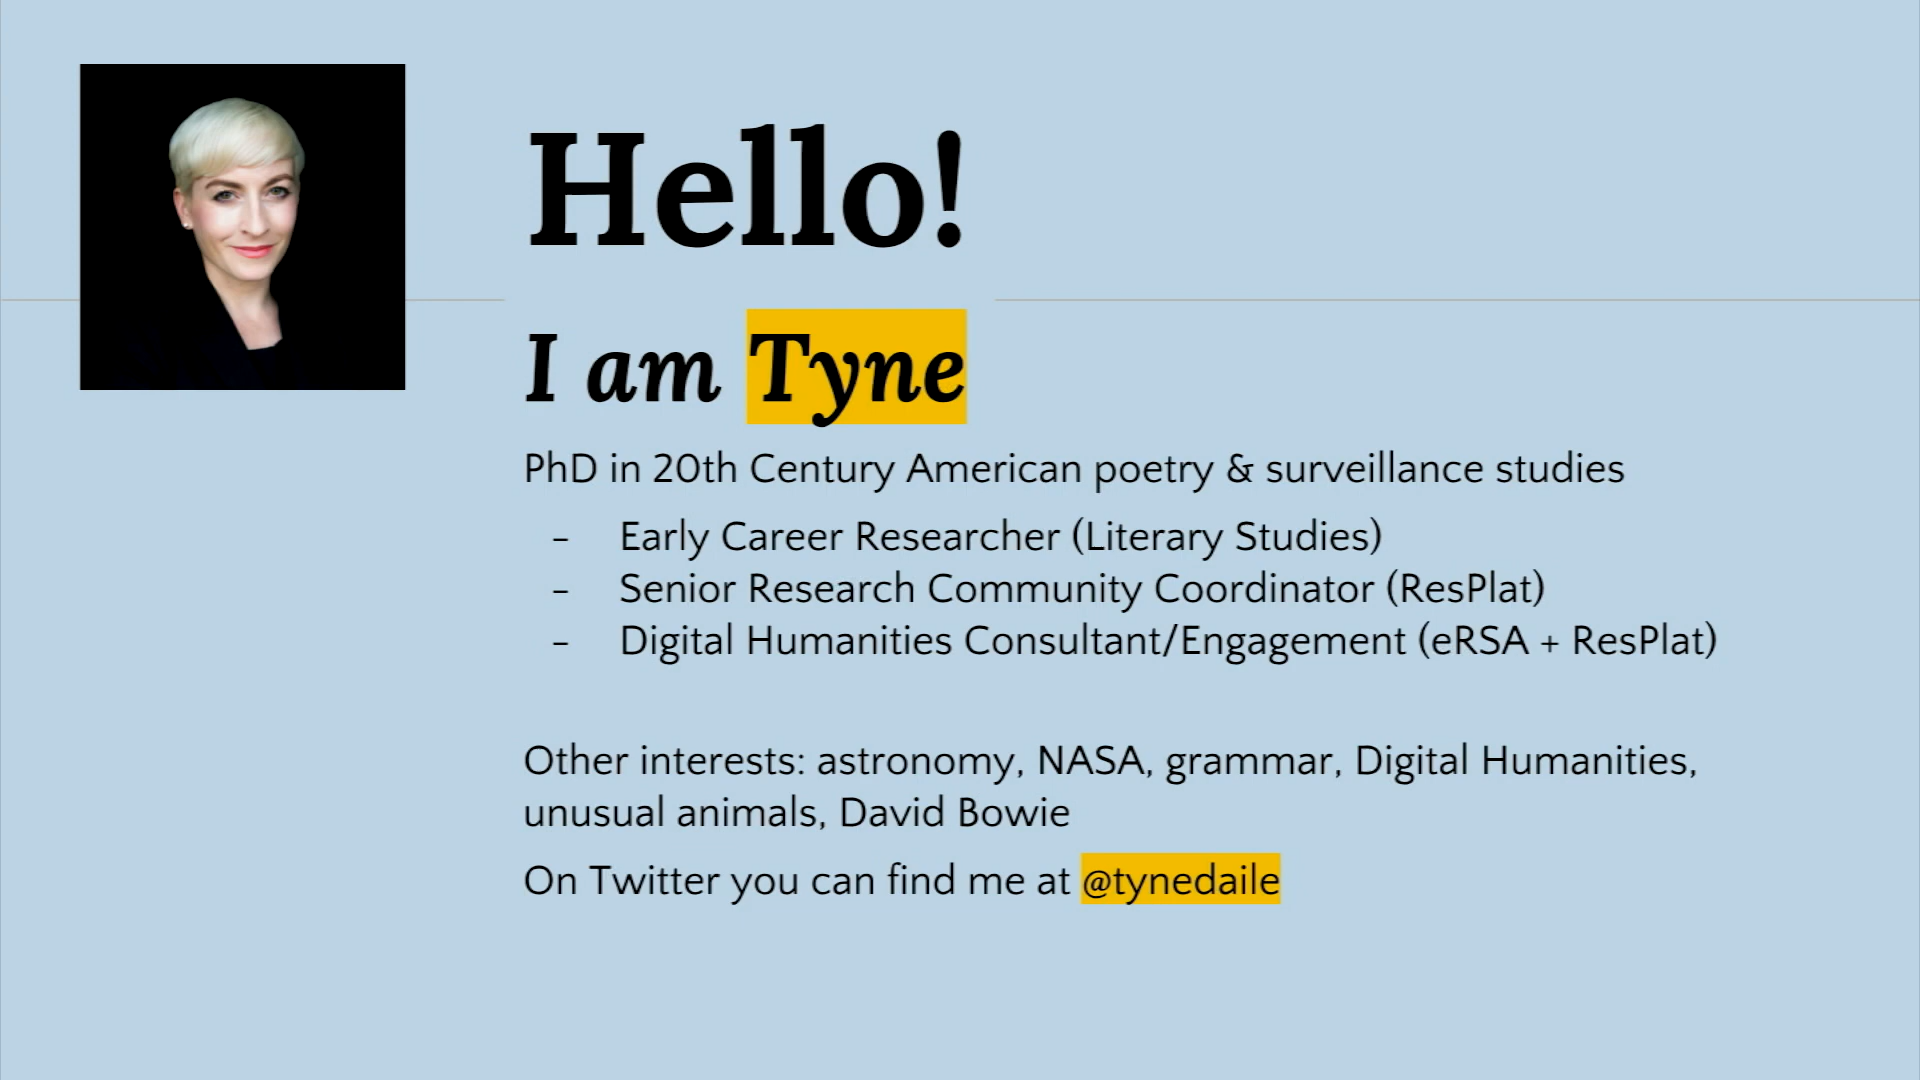 Hello!
I am Tyne
PhD in 20th Century American poetry & surveillance studies
- Early Career Researcher (Literary Studies)
- Senior Research Community Coordinator (ResPlat)
- Digital Humanities Consultant/Engagement (eRSA + ResPlat)
Other interests: astronomy, NASA, grammar, Digital Humanities,
unusual animals, David Bowie
On Twitter you can find me at @tynedaile